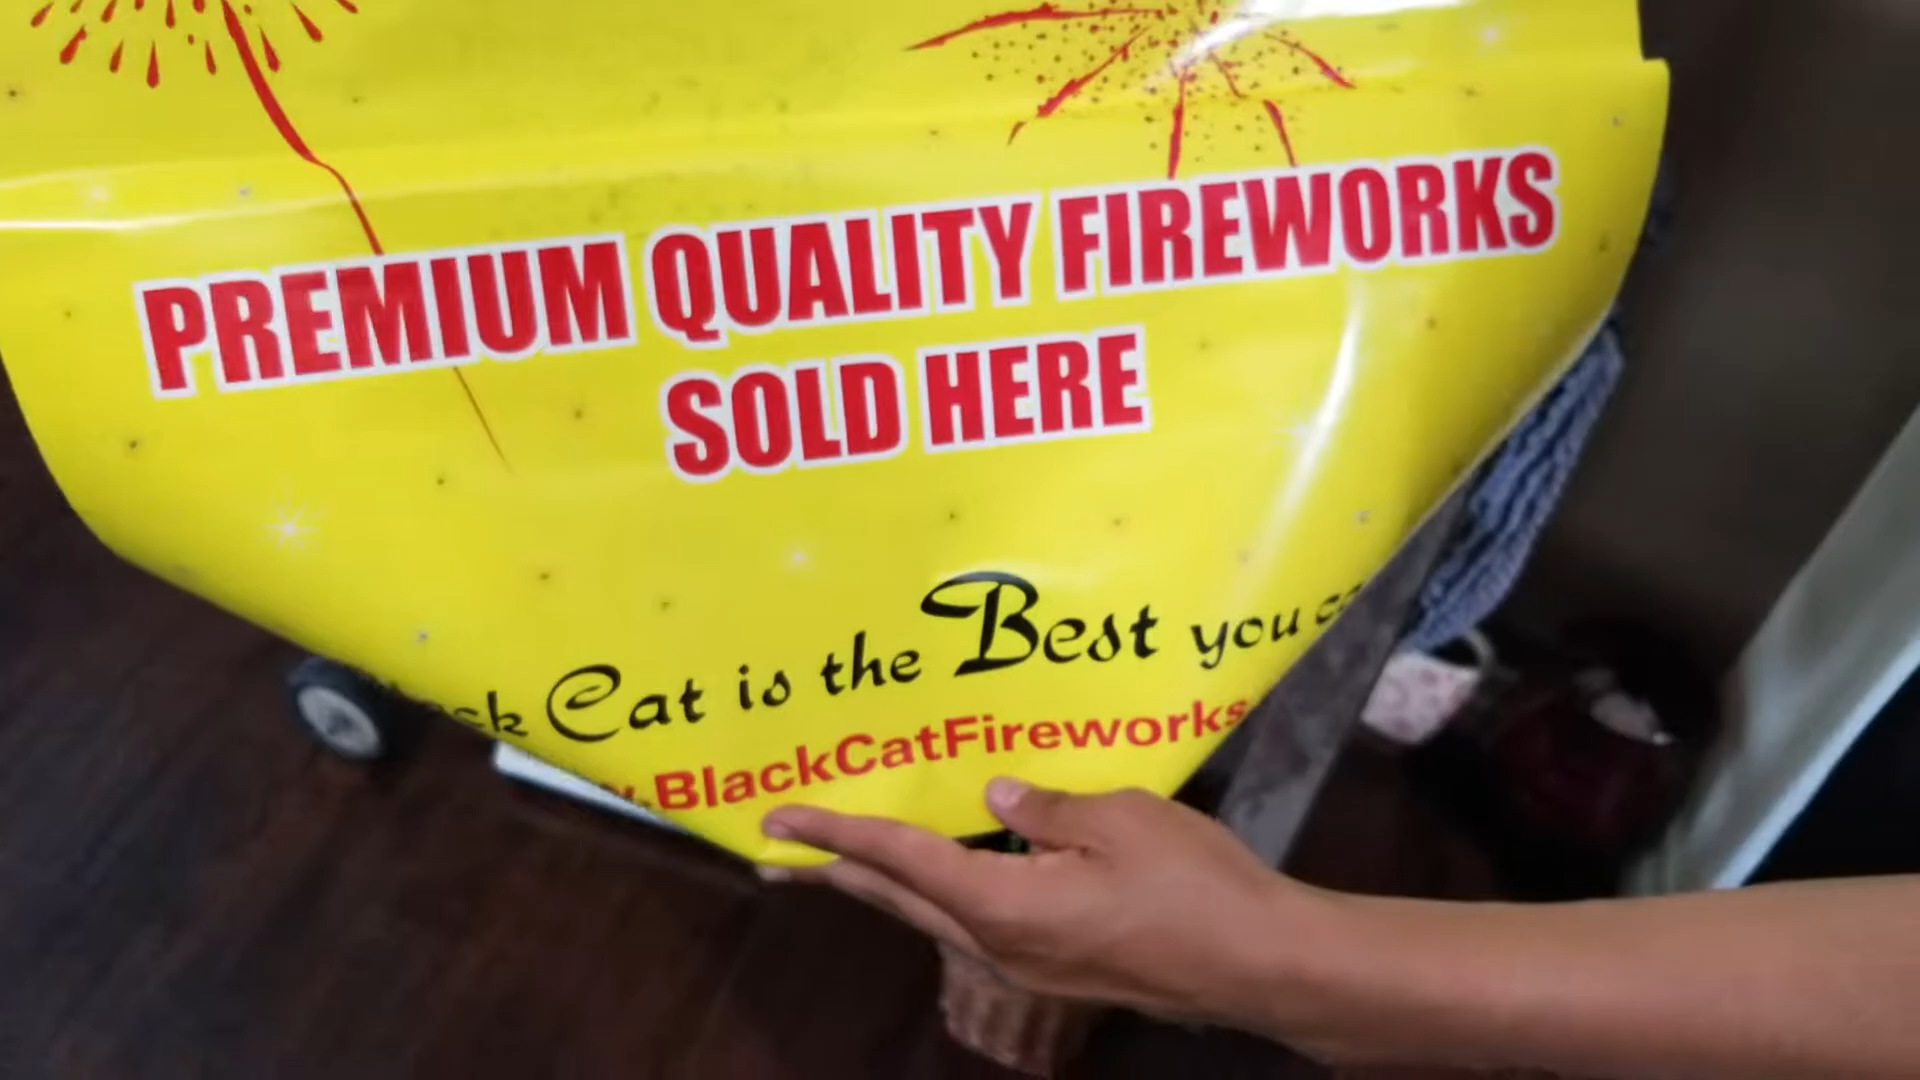 PREMIUM QUALITY FIREWORKS
SOLD HERE
Cat is the Best you
.BlackCatFireworks